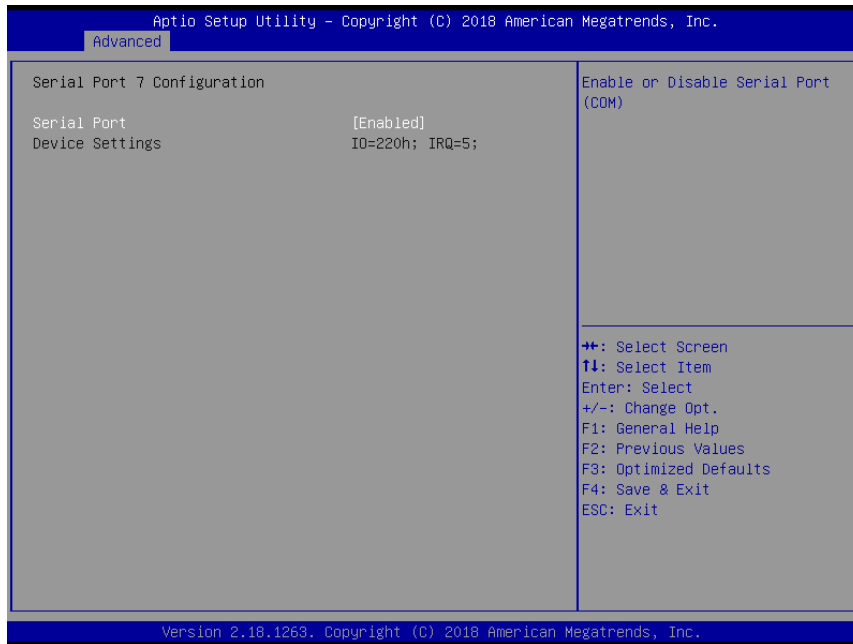 Aptio Setup Utility – Copyright (C) 2018 American Megatrends, Inc.
Advanced
Serial Port 7 Configuration
Serial Port [Enabled]
Device Settings IO=220h; IRQ=5;
Enable or Disable Serial Port
(COM)
→←: Select Screen
↑↓: Select Item
Enter: Select
+/-: Change Opt.
F1: General Help
F2: Previous Values
F3: Optimized Defaults
F4: Save & Exit
ESC: Exit
Version 2.18.1263. Copyright (C) 2018 American Megatrends, Inc.